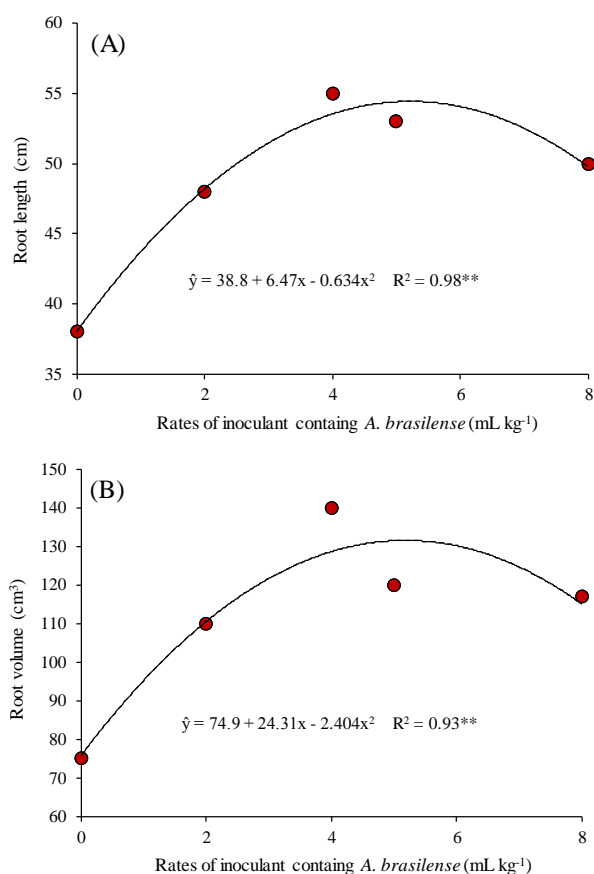 (A)
60
55
50
45
40
35
Root length (cm)
ŷ = 38.8 + 6.47x - 0.634x² R² = 0.98**
0 2 4 6 8
Rates of inoculant containg A. brasilense (mL kg⁻¹)
(B)
150
140
130
120
110
100
90
80
70
60
Root volume (cm³)
ŷ = 74.9 + 24.31x - 2.404x² R² = 0.93**
0 2 4 6 8
Rates of inoculant containg A. brasilense (mL kg⁻¹)